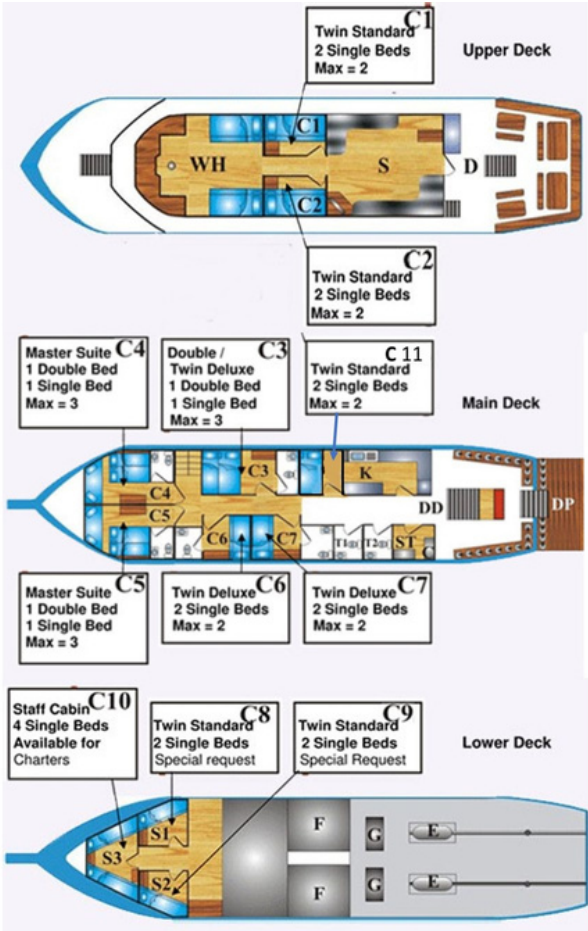 C1
Twin Standard
2 Single Beds
Max = 2
Upper Deck
C1
WH
S
D
C2
C2
Twin Standard
2 Single Beds
Max = 2
C4
Master Suite
1 Double Bed
1 Single Bed
Max = 3
C3
Double /
Twin Deluxe
1 Double Bed
1 Single Bed
Max = 3
C 11
Twin Standard
2 Single Beds
Max = 2
Main Deck
C3
K
C4
C5
DD
DP
C6
C7
T1
T2
ST
C
C5
Master Suite
1 Double Bed
1 Single Bed
Max = 3
C6
Twin Deluxe
2 Single Beds
Max = 2
C7
Twin Deluxe
2 Single Beds
Max = 2
C10
Staff Cabin
4 Single Beds
Available for
Charters
C8
Twin Standard
2 Single Beds
Special request
C9
Twin Standard
2 Single Beds
Special Request
Lower Deck
S1
S3
S2
F
F
G
G
E
E